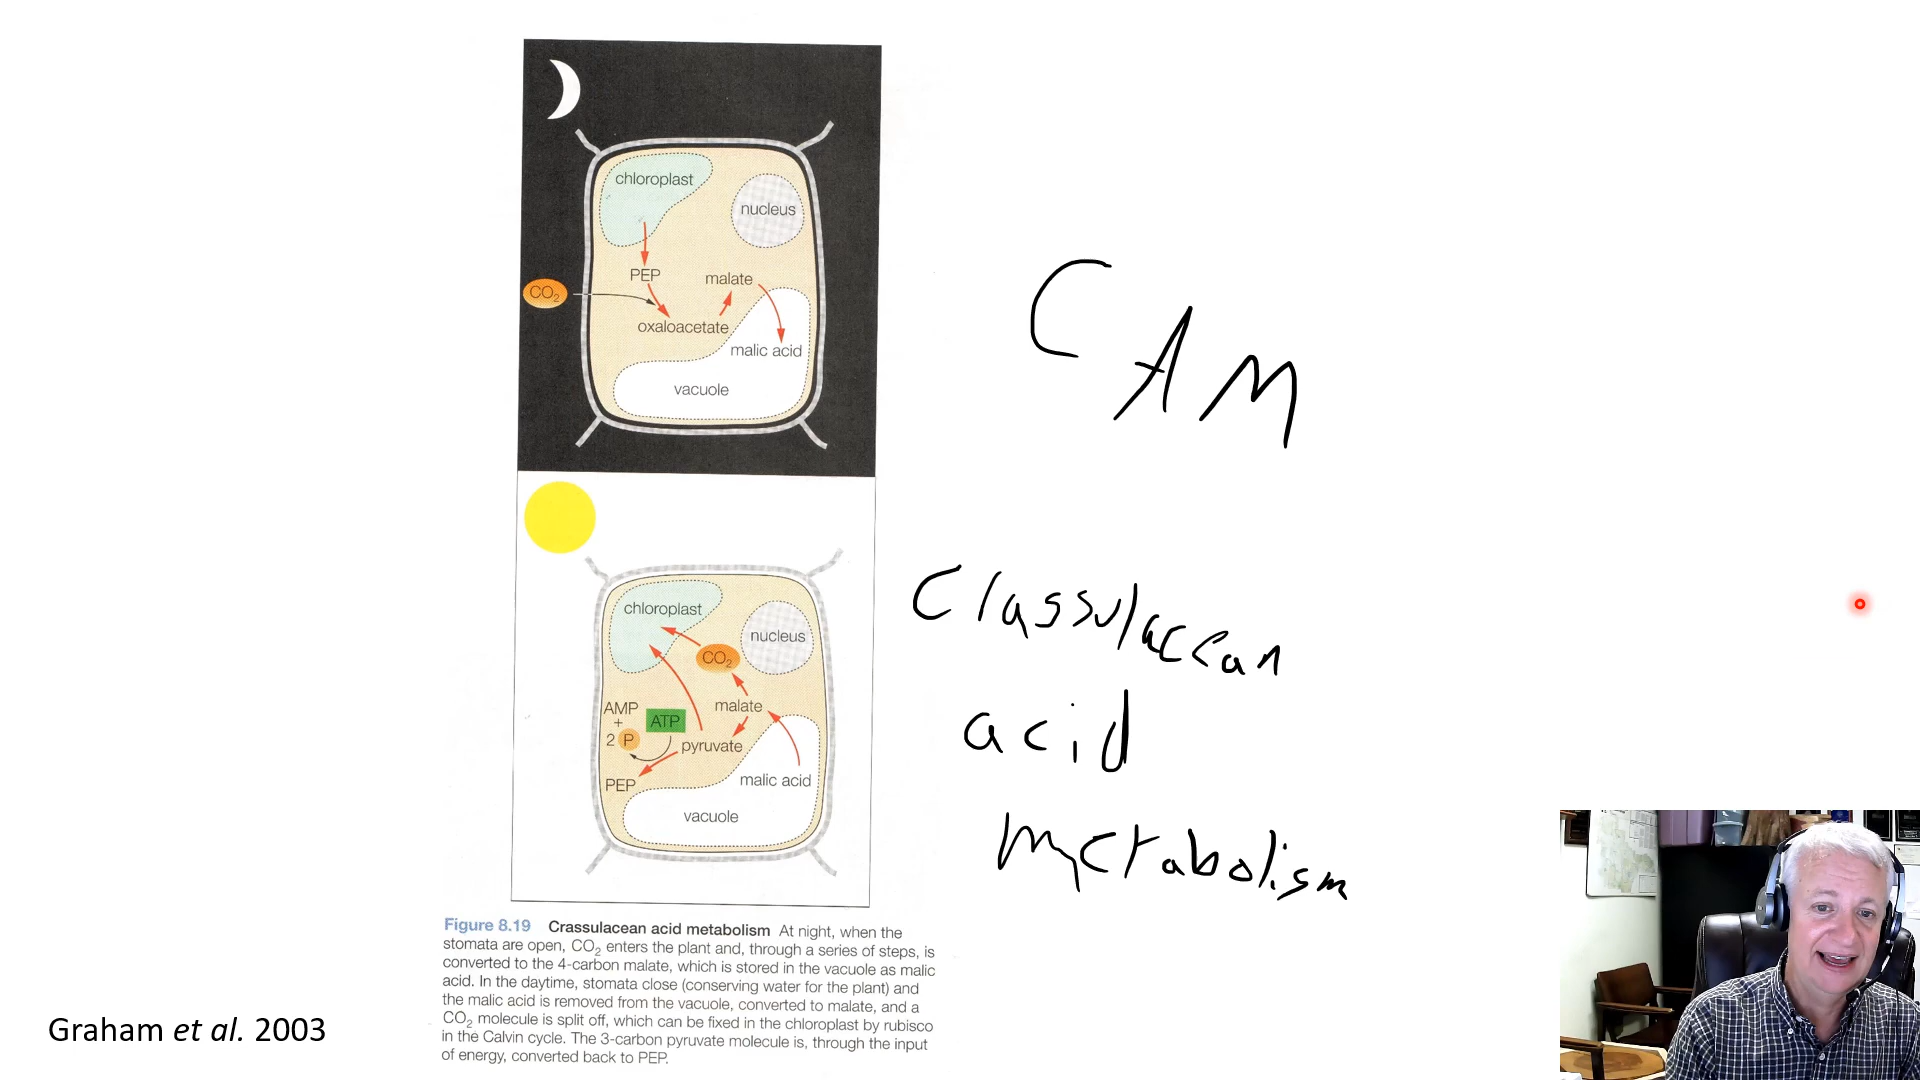 chloroplast
nucleus
PEP
malate
CO2
oxaloacetate
malic acid
vacuole
CAM
chloroplast
nucleus
CO2
AMP
+
2 P
ATP
malate
pyruvate
PEP
malic acid
vacuole
Classulacean
acid
metabolism
Figure 8.19 Crassulacean acid metabolism At night, when the
stomata are open, CO2 enters the plant and, through a series of steps, is
converted to the 4-carbon malate, which is stored in the vacuole as malic
acid. In the daytime, stomata close (conserving water for the plant) and
the malic acid is removed from the vacuole, converted to malate, and a
CO2 molecule is split off, which can be fixed in the chloroplast by rubisco
in the Calvin cycle. The 3-carbon pyruvate molecule is, through the input
of energy, converted back to PEP.
Graham et al. 2003